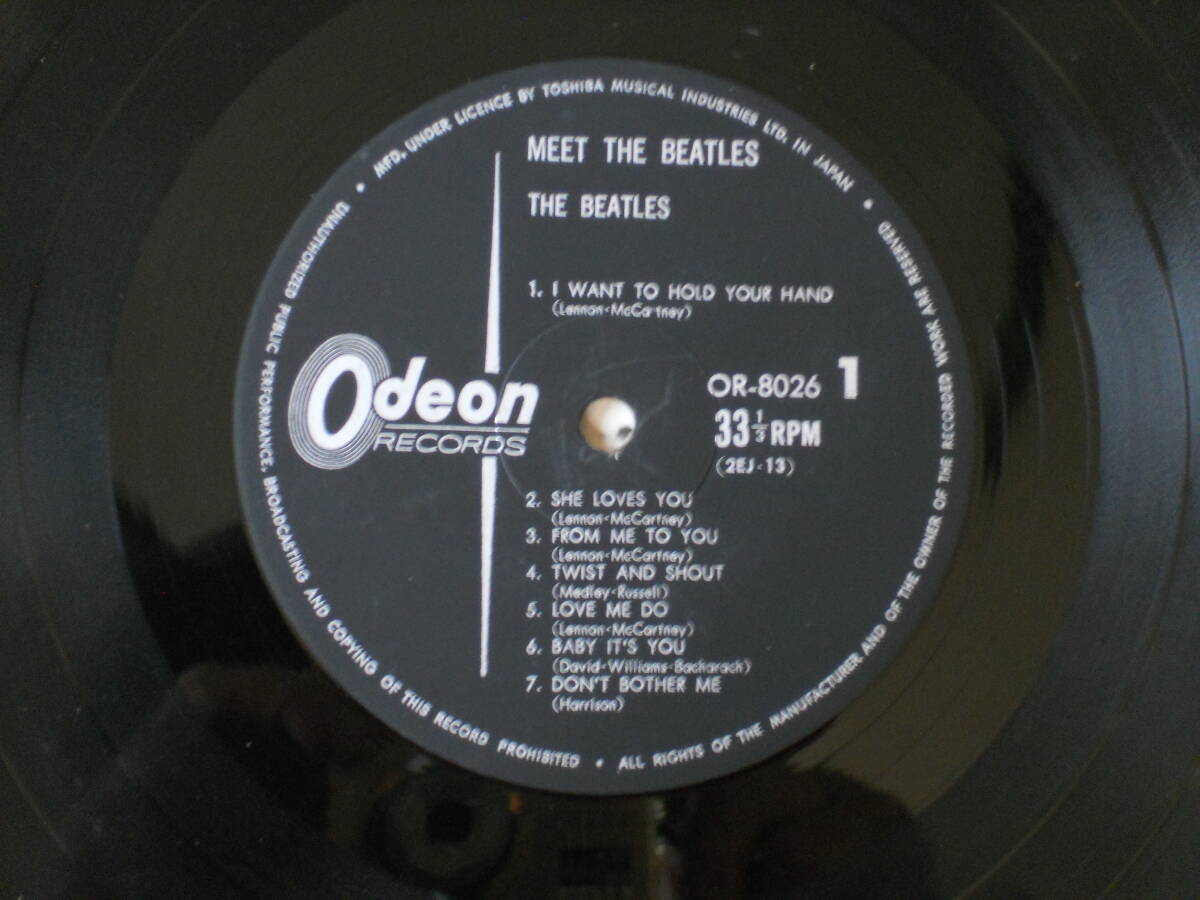 MFD. UNDER LICENCE BY TOSHIBA MUSICAL INDUSTRIES LTD. IN JAPAN •
MEET THE BEATLES
THE BEATLES
1. I WANT TO HOLD YOUR HAND
(Lennon-McCartney)
Odeon
RECORDS
OR-8026 1
33 1/3 RPM
(2EJ-13)
2. SHE LOVES YOU
(Lennon-McCartney)
3. FROM ME TO YOU
(Lennon-McCartney)
4. TWIST AND SHOUT
(Medley-Russell)
5. LOVE ME DO
(Lennon-McCartney)
6. BABY IT'S YOU
(David-Williams-Bacharach)
7. DON'T BOTHER ME
(Harrison)
UNAUTHORIZED PUBLIC PERFORMANCE, BROADCASTING AND COPYING OF THIS RECORD PROHIBITED •
ALL RIGHTS OF THE MANUFACTURER AND OF THE OWNER OF THE RECORDED WORK ARE RESERVED